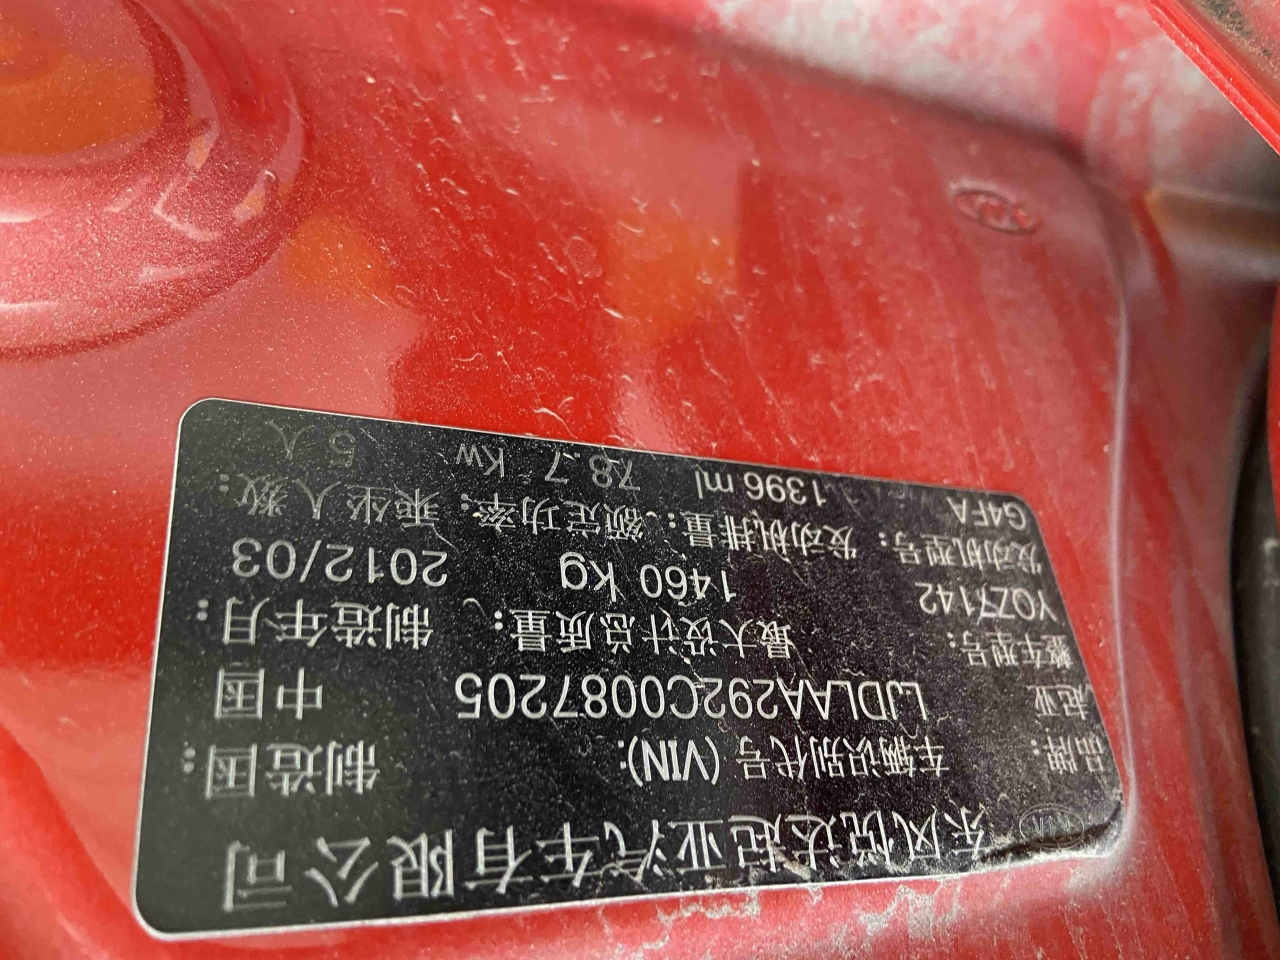 东风悦达起亚汽车有限公司
品牌： 车辆识别代号 (VIN): 制造国：
起亚 LJDLAA292C0087205 中国
整车型号： 最大设计总质量： 制造年月：
YQZ7142 1460 kg 2012/03
发动机型号： 发动机排量： 额定功率： 乘坐人数：
G4FA 1396 ml 78.7 kw 5 人
KIA